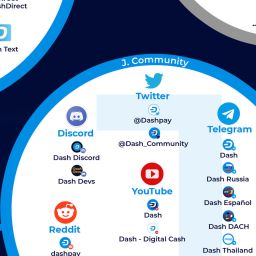 shDirect
h Text
J. Community
Twitter
@Dashpay
@Dash_Community
Discord
Dash Discord
Dash Devs
Telegram
Dash
Dash Russia
Dash Español
Dash DACH
Dash Thailand
YouTube
Dash
Dash - Digital Cash
Reddit
dashpay